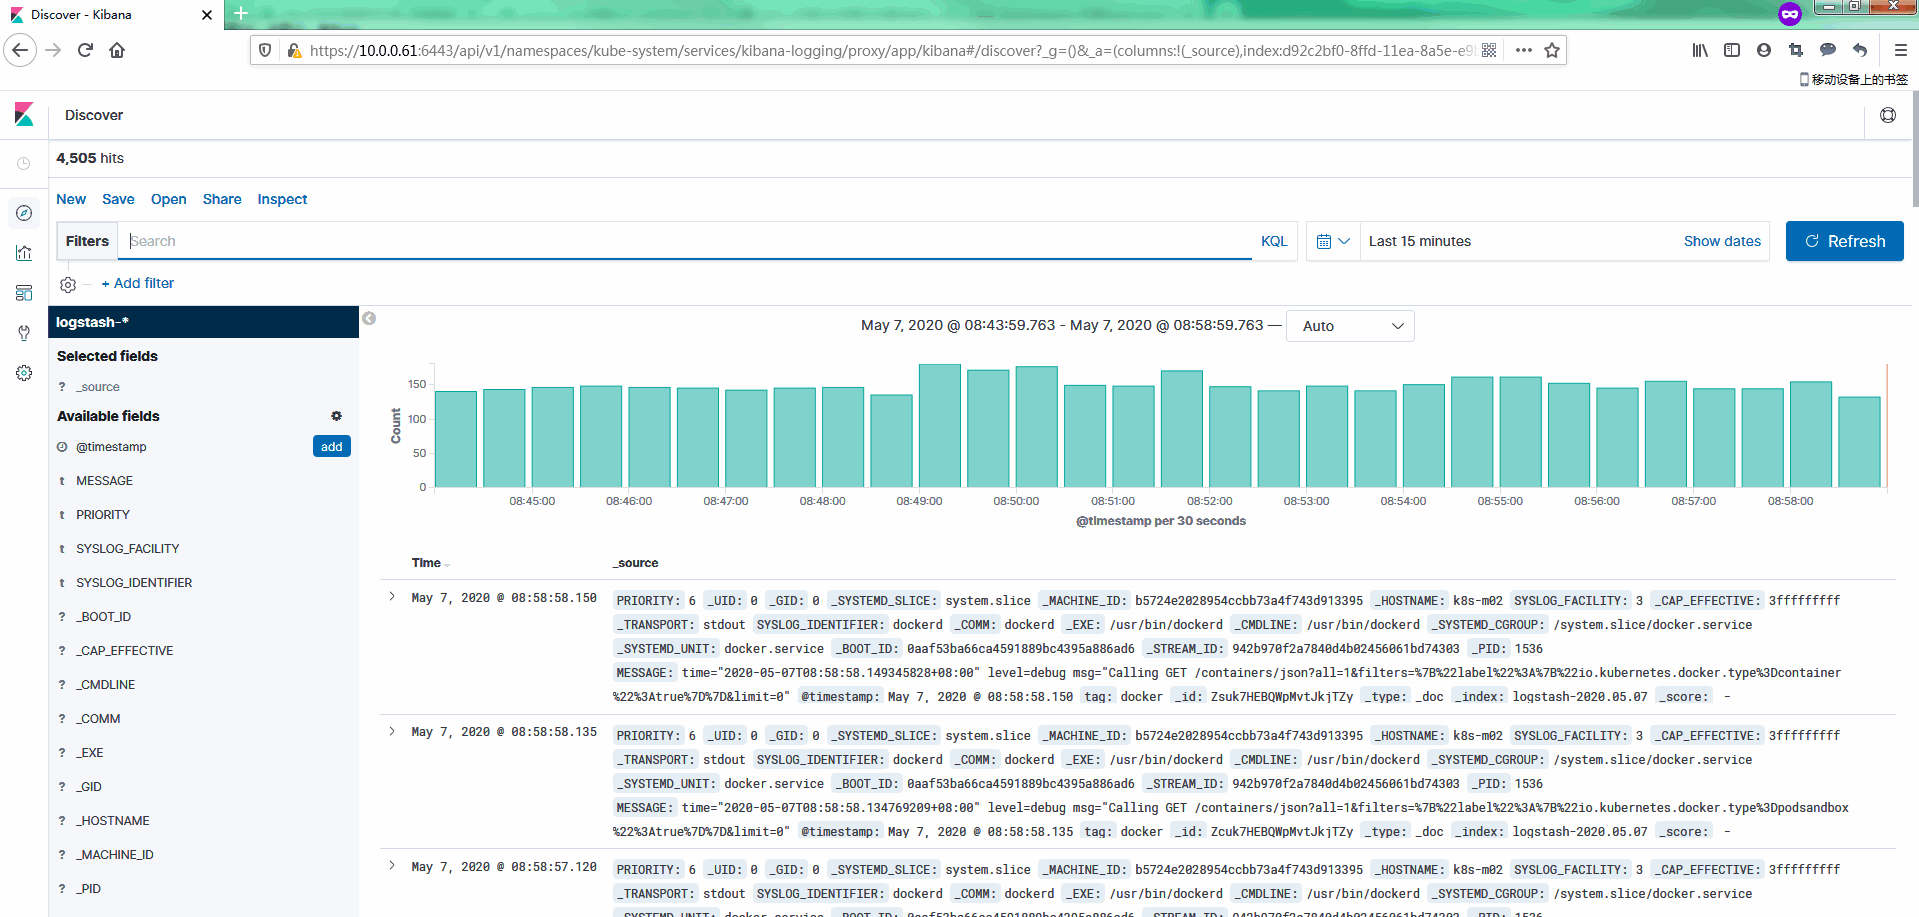 Discover - Kibana
https://10.0.0.61:6443/api/v1/namespaces/kube-system/services/kibana-logging/proxy/app/kibana#/discover?_g=()&_a=(columns:!(_source),index:d92c2bf0-8ffd-11ea-8a5e-e9
移动设备上的书签
Discover
4,505 hits
New Save Open Share Inspect
Filters Search KQL Last 15 minutes Show dates Refresh
+ Add filter
logstash-*
Selected fields
? _source
Available fields
@timestamp add
t MESSAGE
t PRIORITY
t SYSLOG_FACILITY
t SYSLOG_IDENTIFIER
? _BOOT_ID
? _CAP_EFFECTIVE
? _CMDLINE
? _COMM
? _EXE
? _GID
? _HOSTNAME
? _MACHINE_ID
? _PID
May 7, 2020 @ 08:43:59.763 - May 7, 2020 @ 08:58:59.763 — Auto
Count
150
100
50
0
08:45:00 08:46:00 08:47:00 08:48:00 08:49:00 08:50:00 08:51:00 08:52:00 08:53:00 08:54:00 08:55:00 08:56:00 08:57:00 08:58:00
@timestamp per 30 seconds
Time _source
May 7, 2020 @ 08:58:58.150 PRIORITY: 6 _UID: 0 _GID: 0 _SYSTEMD_SLICE: system.slice _MACHINE_ID: b5724e2028954ccbb73a4f743d913395 _HOSTNAME: k8s-m02 SYSLOG_FACILITY: 3 _CAP_EFFECTIVE: 3fffffffff
_TRANSPORT: stdout SYSLOG_IDENTIFIER: dockerd _COMM: dockerd _EXE: /usr/bin/dockerd _CMDLINE: /usr/bin/dockerd _SYSTEMD_CGROUP: /system.slice/docker.service
_SYSTEMD_UNIT: docker.service _BOOT_ID: 0aaf53ba66ca4591889bc4395a886ad6 _STREAM_ID: 942b970f2a7840d4b02456061bd74303 _PID: 1536
MESSAGE: time="2020-05-07T08:58:58.149345828+08:00" level=debug msg="Calling GET /containers/json?all=1&filters=%7B%22label%22%3A%7B%22io.kubernetes.docker.type%3Dcontainer
%22%3Atrue%7D%7D&limit=0" @timestamp: May 7, 2020 @ 08:58:58.150 tag: docker _id: Zsuk7HEBQWpMvtJkjTZy _type: _doc _index: logstash-2020.05.07 _score: -
May 7, 2020 @ 08:58:58.135 PRIORITY: 6 _UID: 0 _GID: 0 _SYSTEMD_SLICE: system.slice _MACHINE_ID: b5724e2028954ccbb73a4f743d913395 _HOSTNAME: k8s-m02 SYSLOG_FACILITY: 3 _CAP_EFFECTIVE: 3fffffffff
_TRANSPORT: stdout SYSLOG_IDENTIFIER: dockerd _COMM: dockerd _EXE: /usr/bin/dockerd _CMDLINE: /usr/bin/dockerd _SYSTEMD_CGROUP: /system.slice/docker.service
_SYSTEMD_UNIT: docker.service _BOOT_ID: 0aaf53ba66ca4591889bc4395a886ad6 _STREAM_ID: 942b970f2a7840d4b02456061bd74303 _PID: 1536
MESSAGE: time="2020-05-07T08:58:58.134769209+08:00" level=debug msg="Calling GET /containers/json?all=1&filters=%7B%22label%22%3A%7B%22io.kubernetes.docker.type%3Dpodsandbox
%22%3Atrue%7D%7D&limit=0" @timestamp: May 7, 2020 @ 08:58:58.135 tag: docker _id: Zcuk7HEBQWpMvtJkjTZy _type: _doc _index: logstash-2020.05.07 _score: -
May 7, 2020 @ 08:58:57.120 PRIORITY: 6 _UID: 0 _GID: 0 _SYSTEMD_SLICE: system.slice _MACHINE_ID: b5724e2028954ccbb73a4f743d913395 _HOSTNAME: k8s-m02 SYSLOG_FACILITY: 3 _CAP_EFFECTIVE: 3fffffffff
_TRANSPORT: stdout SYSLOG_IDENTIFIER: dockerd _COMM: dockerd _EXE: /usr/bin/dockerd _CMDLINE: /usr/bin/dockerd _SYSTEMD_CGROUP: /system.slice/docker.service